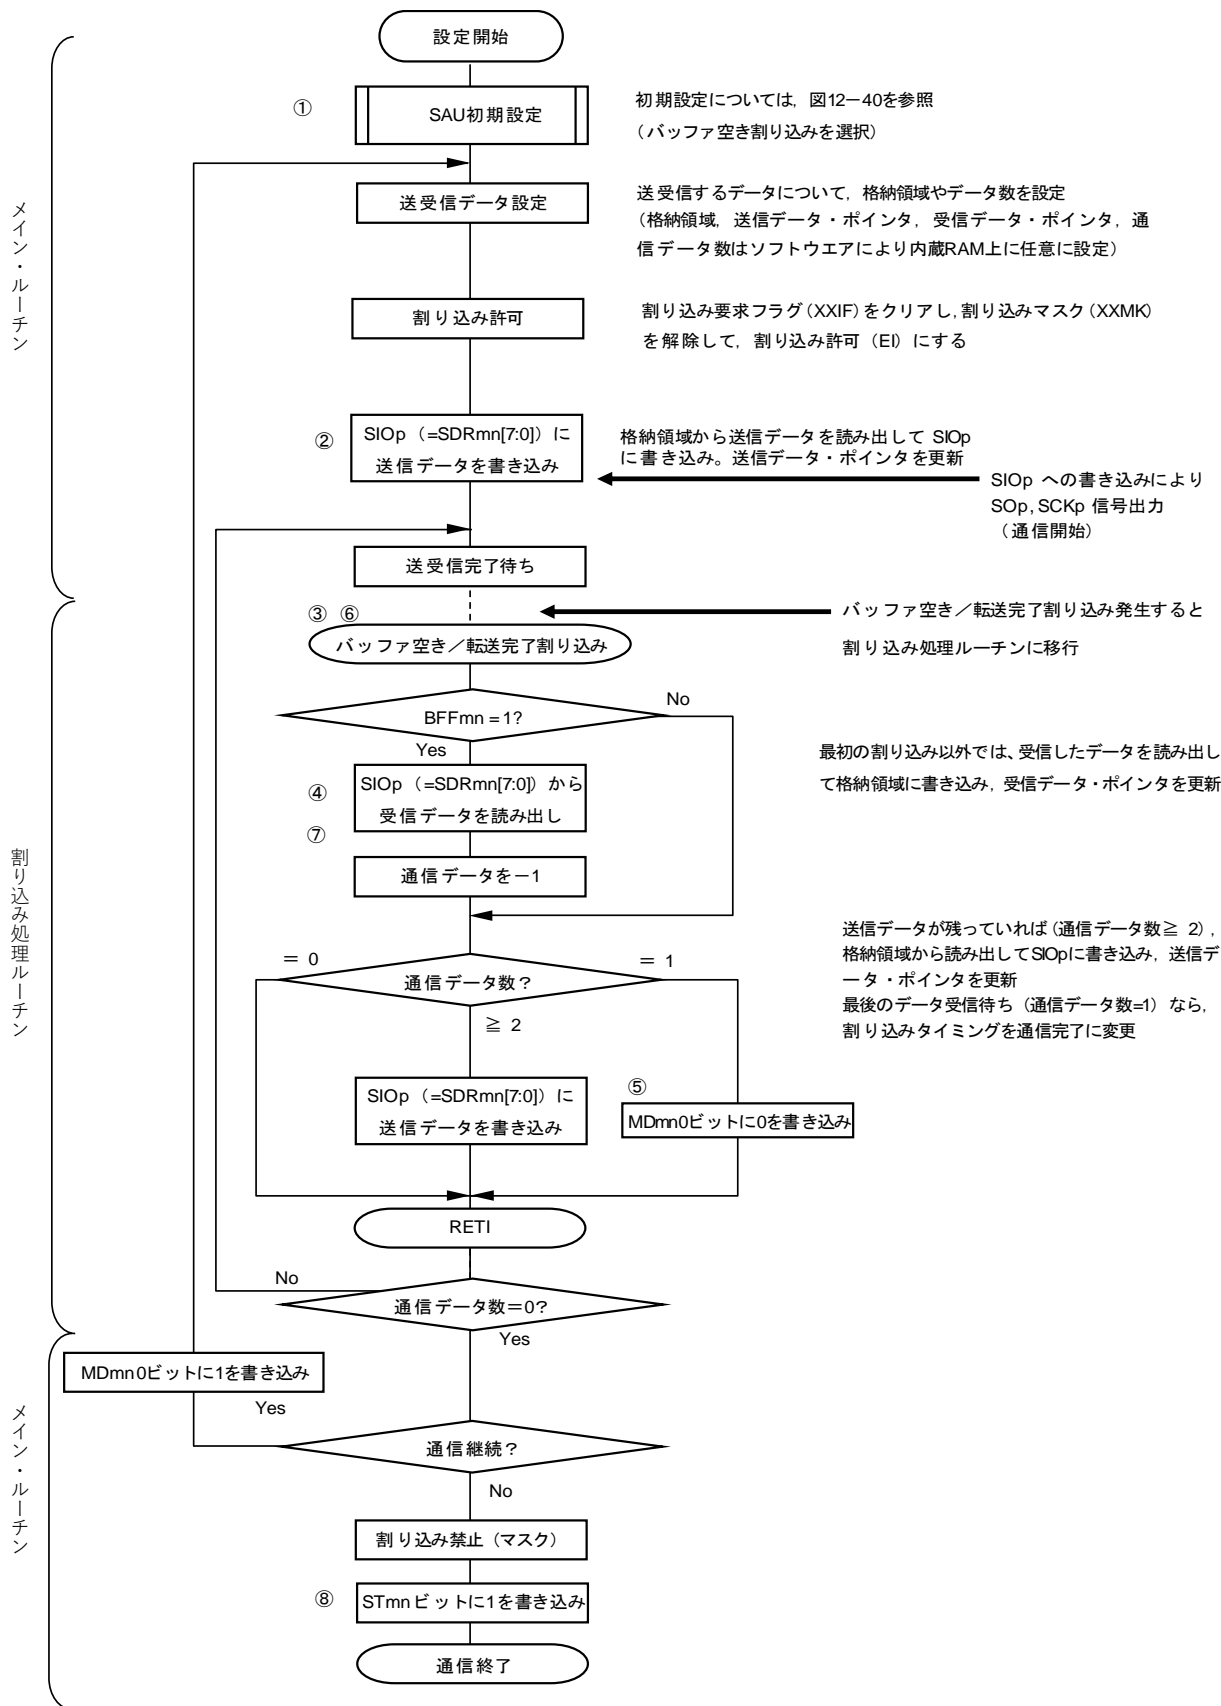 設定開始
①
SAU初期設定
初期設定については，図12－40を参照
（バッファ空き割り込みを選択）
メイン・ルーチン
送受信データ設定
送受信するデータについて，格納領域やデータ数を設定
（格納領域，送信データ・ポインタ，受信データ・ポインタ，通
信データ数はソフトウエアにより内蔵RAM上に任意に設定）
割り込み許可
割り込み要求フラグ（XXIF）をクリアし，割り込みマスク（XXMK）
を解除して，割り込み許可（EI）にする
②
SIOp（=SDRmn[7:0]）に
送信データを書き込み
格納領域から送信データを読み出して SIOp
に書き込み。送信データ・ポインタを更新
SIOp への書き込みにより
SOp, SCKp 信号出力
（通信開始）
送受信完了待ち
③ ⑥
バッファ空き／転送完了割り込み
バッファ空き／転送完了割り込み発生すると
割り込み処理ルーチンに移行
BFFmn = 1?
No
Yes
④
SIOp（=SDRmn[7:0]）から
受信データを読み出し
⑦
最初の割り込み以外では、受信したデータを読み出し
て格納領域に書き込み，受信データ・ポインタを更新
割り込み処理ルーチン
通信データを－1
＝ 0
通信データ数？
＝ 1
≧ 2
送信データが残っていれば（通信データ数≧ 2），
格納領域から読み出してSIOpに書き込み，送信デ
ータ・ポインタを更新
最後のデータ受信待ち（通信データ数=1）なら，
割り込みタイミングを通信完了に変更
SIOp（=SDRmn[7:0]）に
送信データを書き込み
⑤
MDmn0ビットに0を書き込み
RETI
No
通信データ数＝0?
Yes
MDmn0ビットに1を書き込み
Yes
通信継続？
No
メイン・ルーチン
割り込み禁止（マスク）
⑧
STmnビットに1を書き込み
通信終了